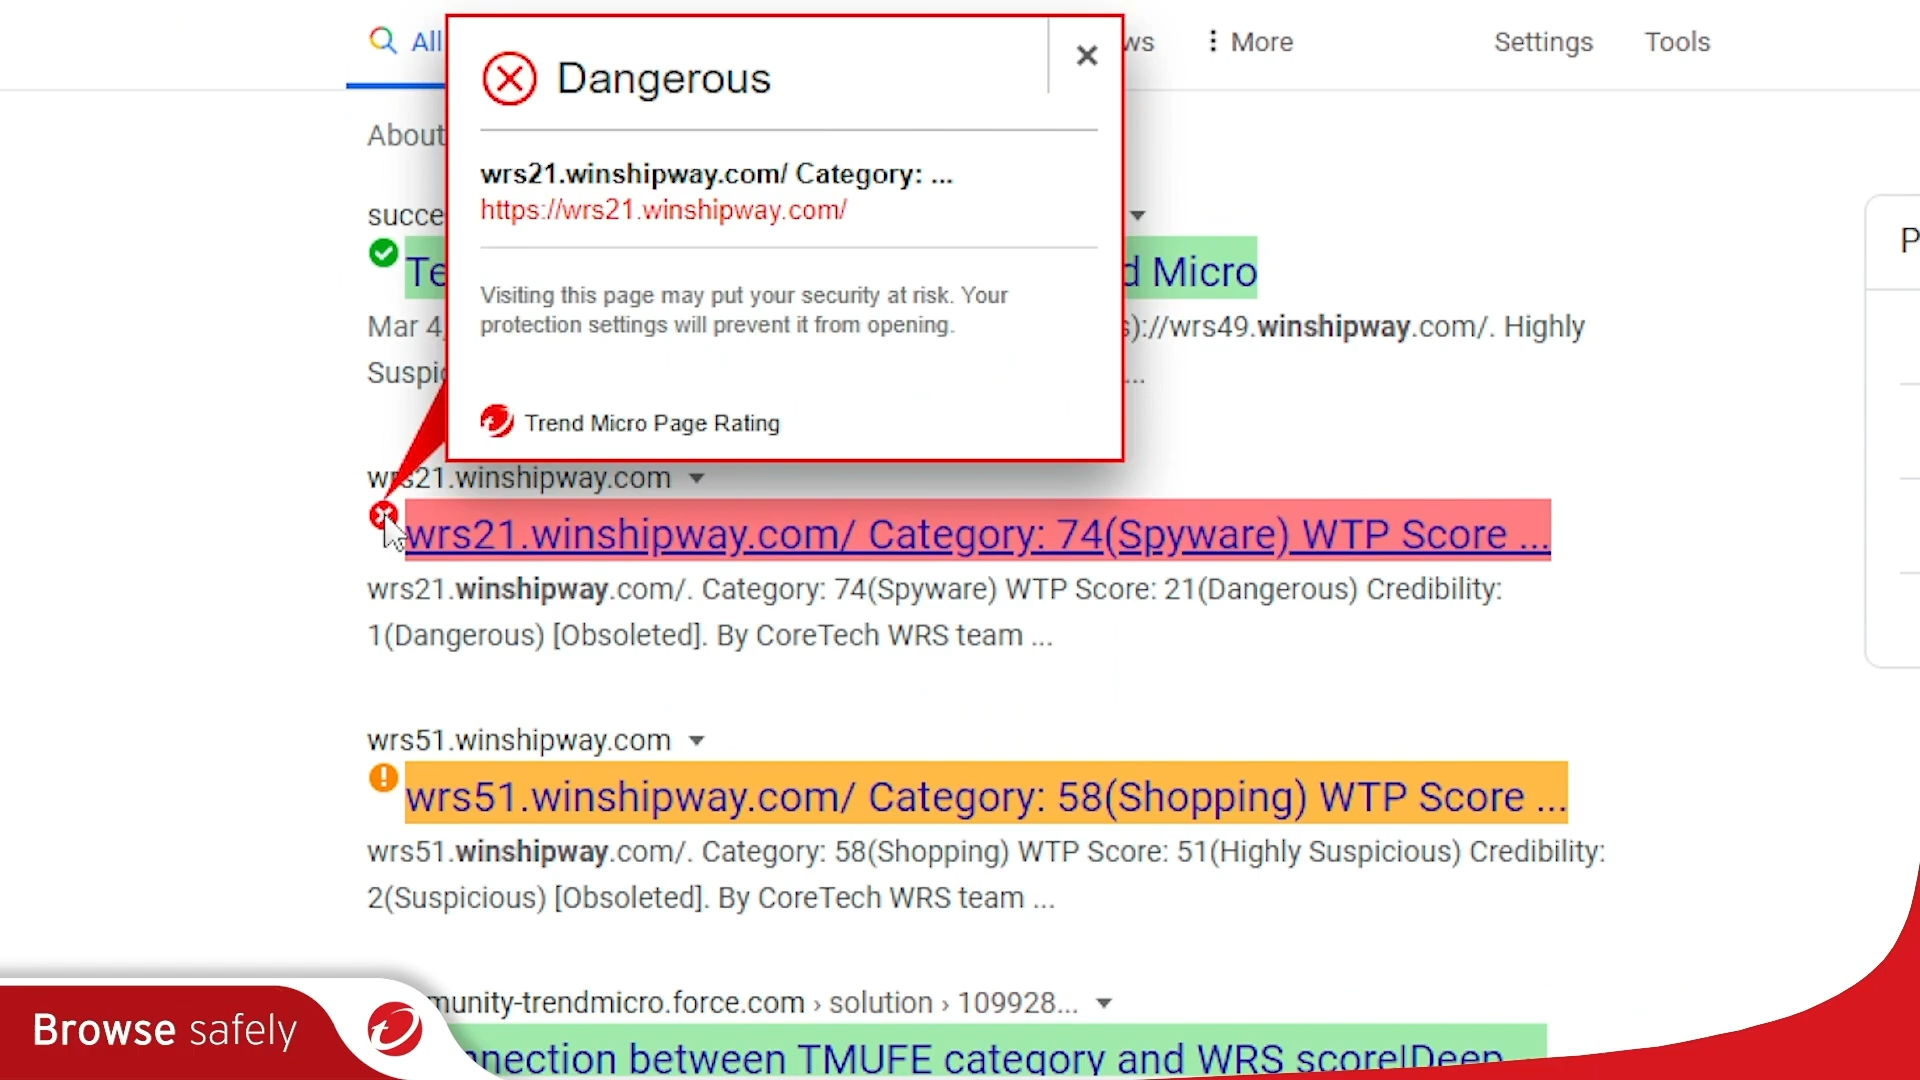 All
ws
More
Settings
Tools
Dangerous
wrs21.winshipway.com/ Category: ...
https://wrs21.winshipway.com/
Visiting this page may put your security at risk. Your
protection settings will prevent it from opening.
Trend Micro Page Rating
About
P
succe
Te d Micro
Mar 4, s)://wrs49.winshipway.com/. Highly
Suspic ...
wrs21.winshipway.com
wrs21.winshipway.com/ Category: 74(Spyware) WTP Score ...
wrs21.winshipway.com/. Category: 74(Spyware) WTP Score: 21(Dangerous) Credibility:
1(Dangerous) [Obsoleted]. By CoreTech WRS team ...
wrs51.winshipway.com
wrs51.winshipway.com/ Category: 58(Shopping) WTP Score ...
wrs51.winshipway.com/. Category: 58(Shopping) WTP Score: 51(Highly Suspicious) Credibility:
2(Suspicious) [Obsoleted]. By CoreTech WRS team ...
munity-trendmicro.force.com › solution › 109928...
nnection between TMUFE category and WRS score|Deep
Browse safely